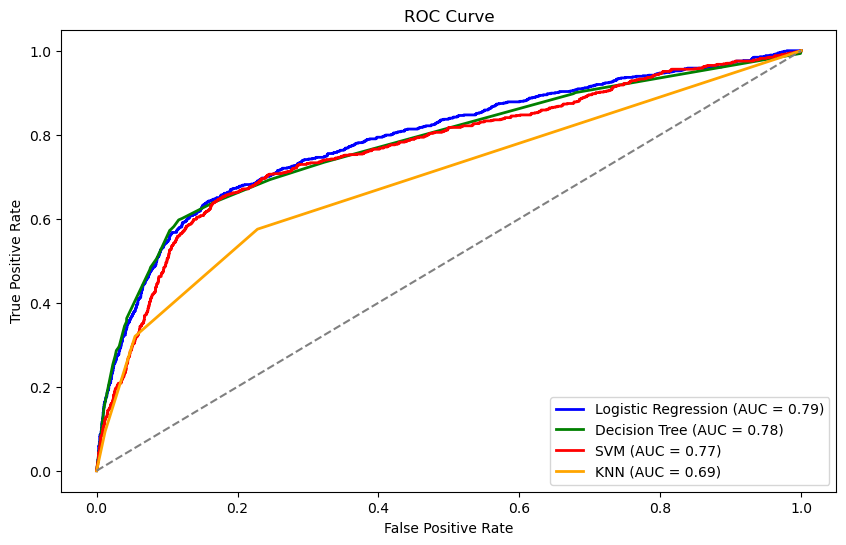 ROC Curve
True Positive Rate
1.0
0.8
0.6
0.4
0.2
0.0
Logistic Regression (AUC = 0.79)
Decision Tree (AUC = 0.78)
SVM (AUC = 0.77)
KNN (AUC = 0.69)
0.0 0.2 0.4 0.6 0.8 1.0
False Positive Rate